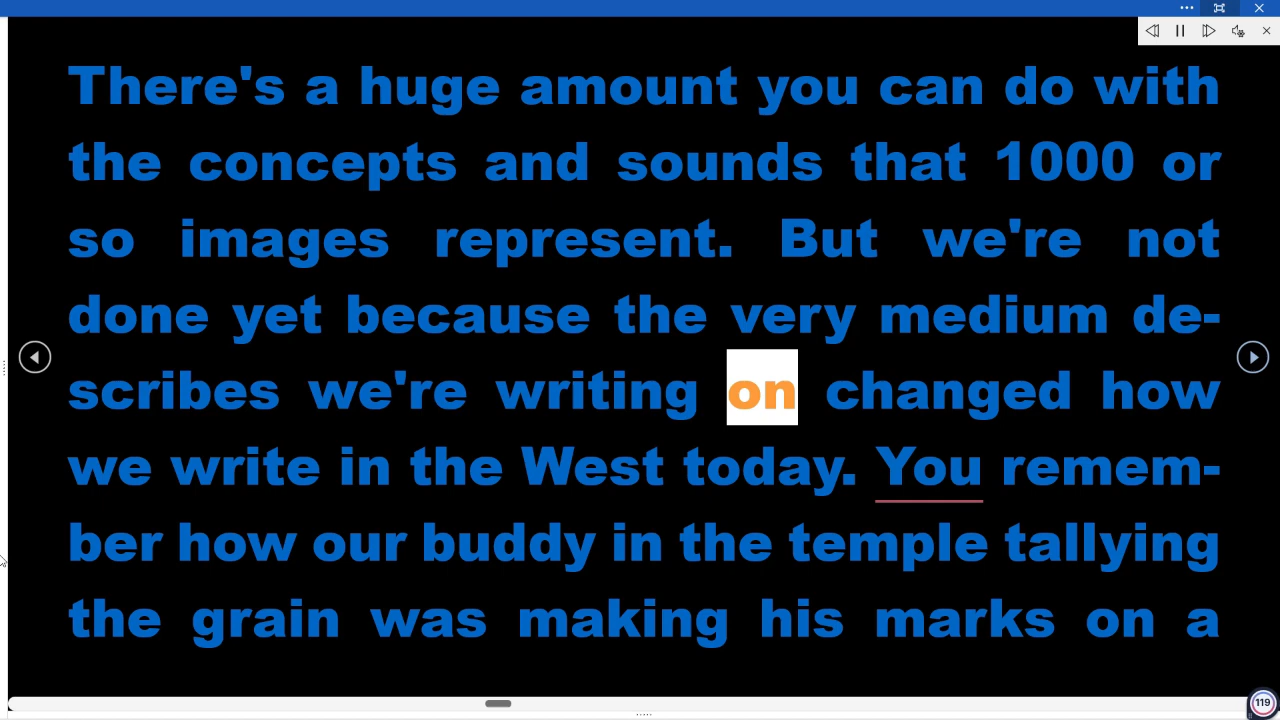 There's a huge amount you can do with
the concepts and sounds that 1000 or
so images represent. But we're not
done yet because the very medium de-
scribes we're writing on changed how
we write in the West today. You remem-
ber how our buddy in the temple tallying
the grain was making his marks on a
119